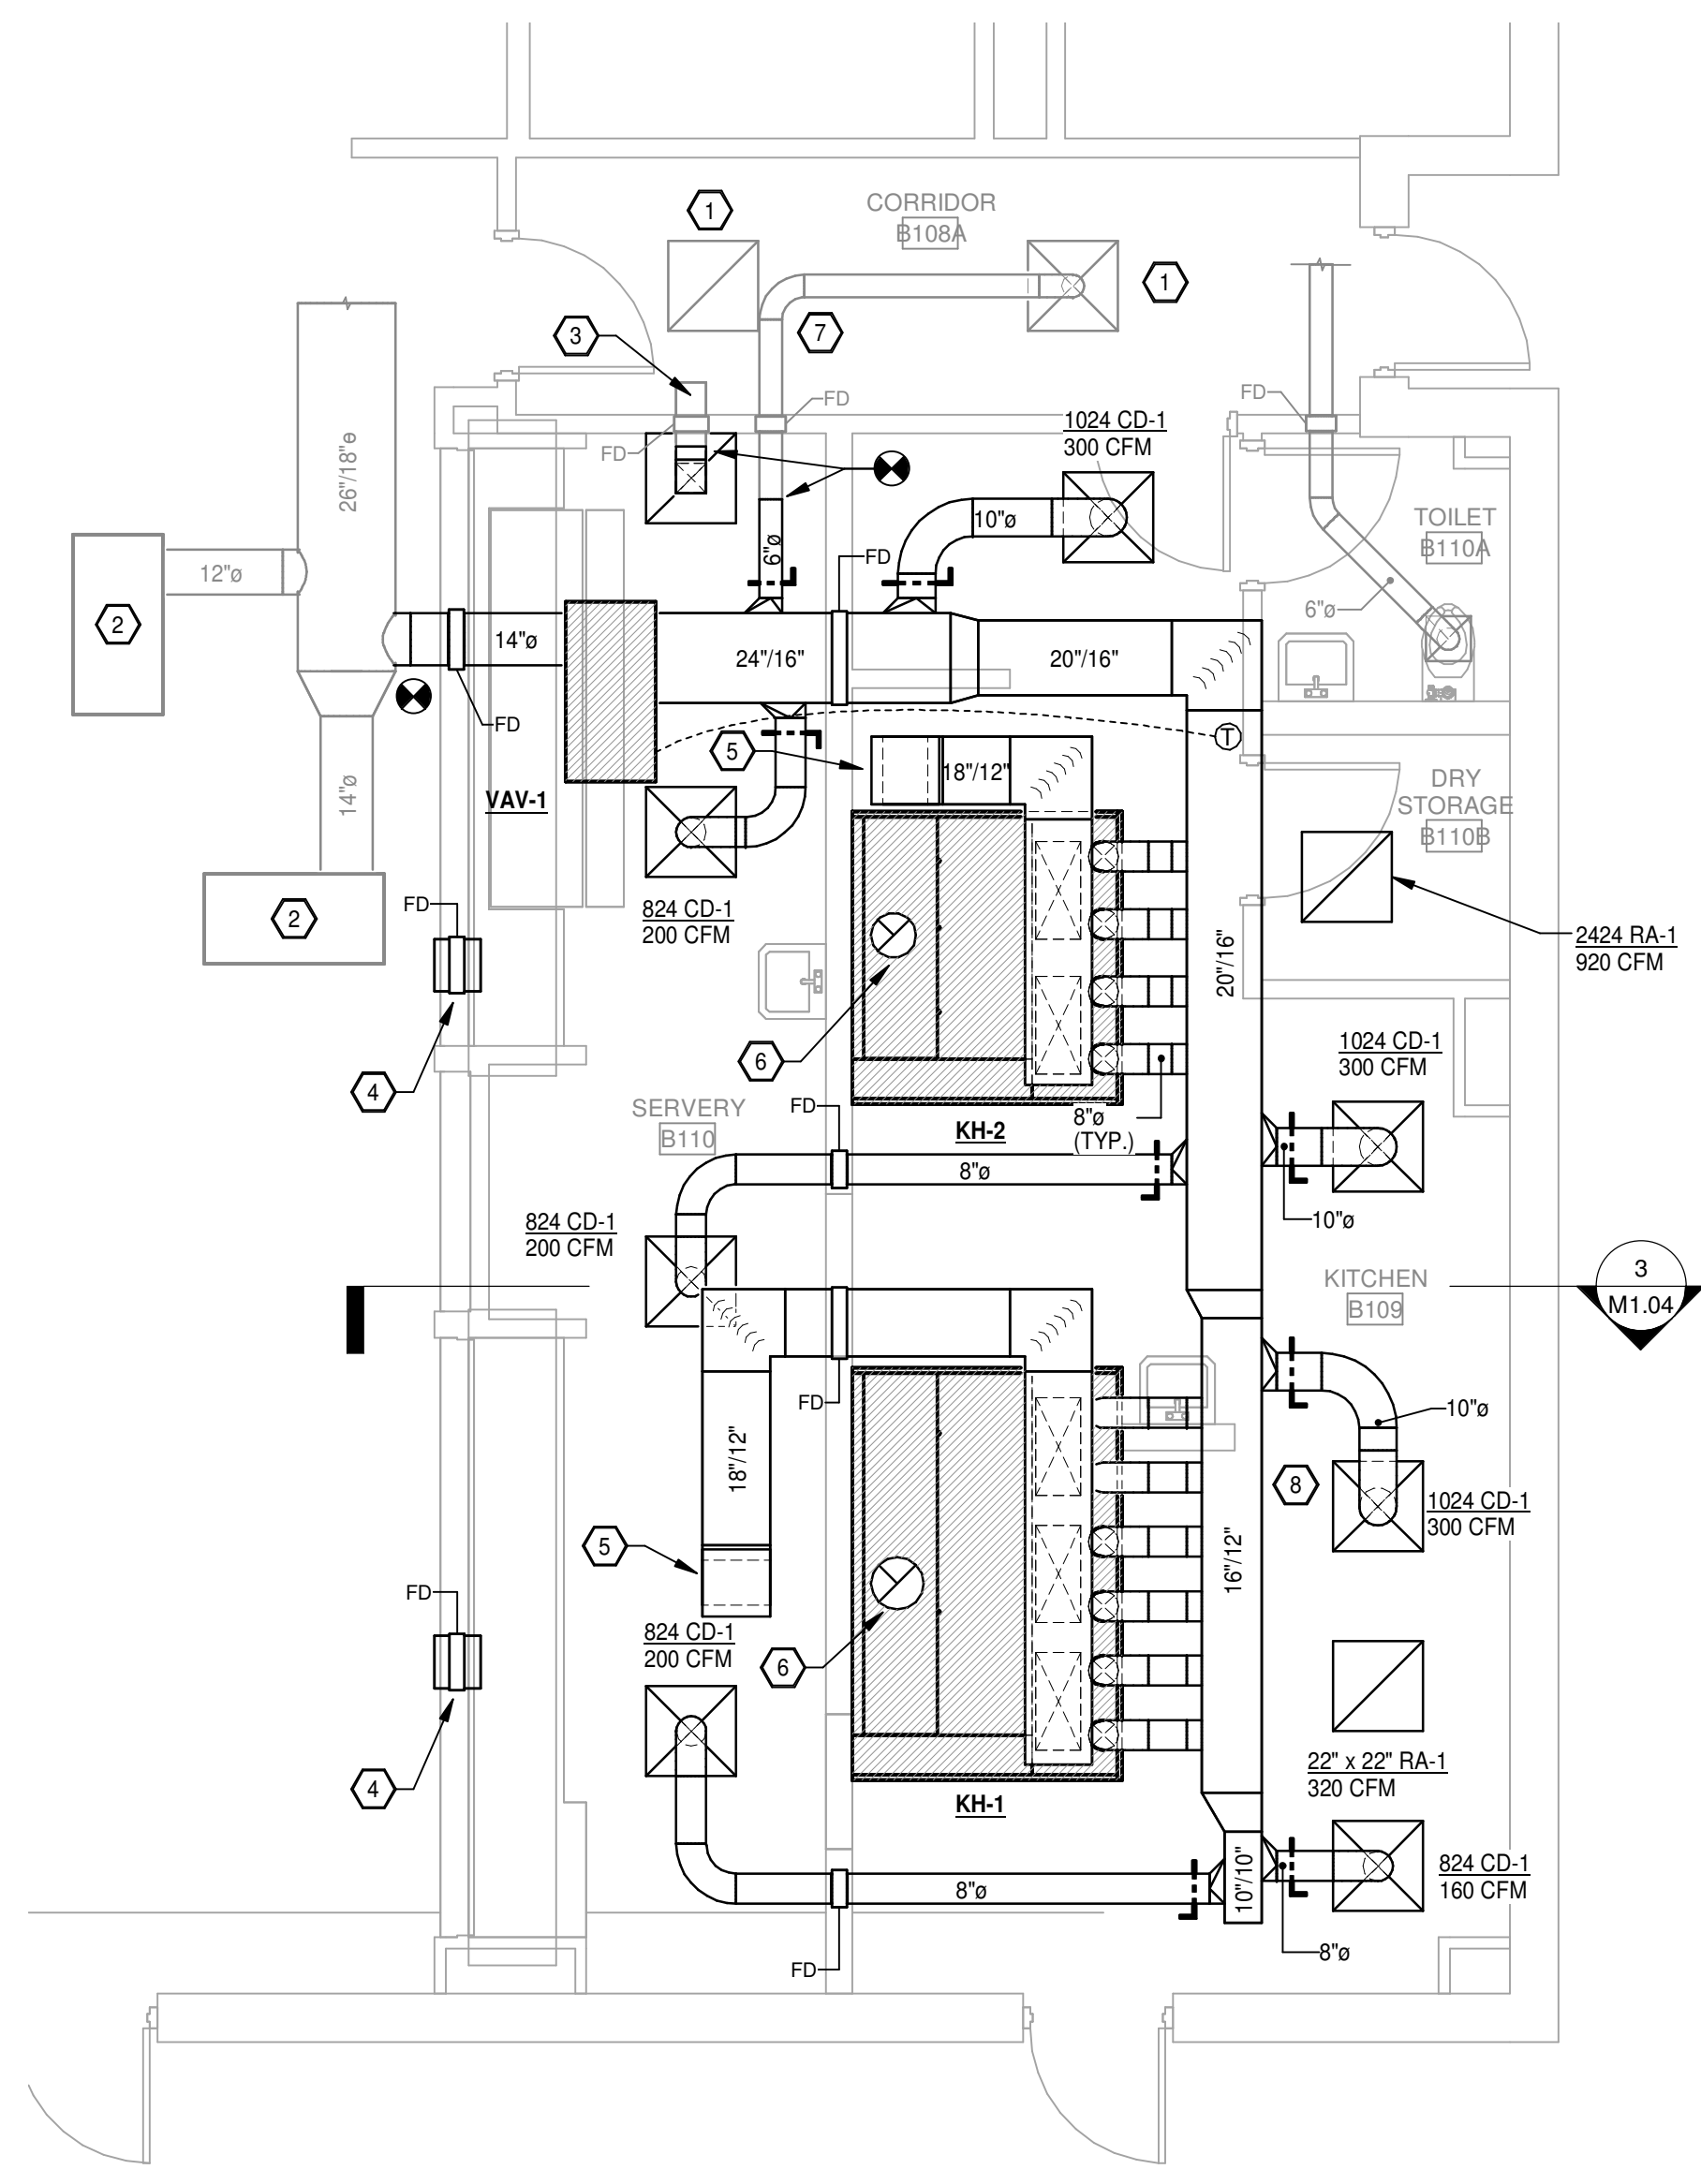 1
CORRIDOR
B108A
1
3
7
FD
FD
FD
1024 CD-1
300 CFM
26"/18"ɵ
10"ø
TOILET
B110A
6"ø
FD
12"ø
6"ø
2
14"ø
24"/16"
20"/16"
FD
T
5
18"/12"
14"ø
VAV-1
DRY
STORAGE
B110B
FD
2
824 CD-1
200 CFM
2424 RA-1
920 CFM
20"/16"
1024 CD-1
300 CFM
4
6
SERVERY
B110
FD
KH-2
8"ø
(TYP.)
8"ø
824 CD-1
200 CFM
10"ø
KITCHEN
B109
3
M1.04
FD
10"ø
18"/12"
8
1024 CD-1
300 CFM
5
16"/12"
FD
824 CD-1
200 CFM
6
22" x 22" RA-1
320 CFM
4
KH-1
824 CD-1
160 CFM
8"ø
10"/10"
8"ø
FD